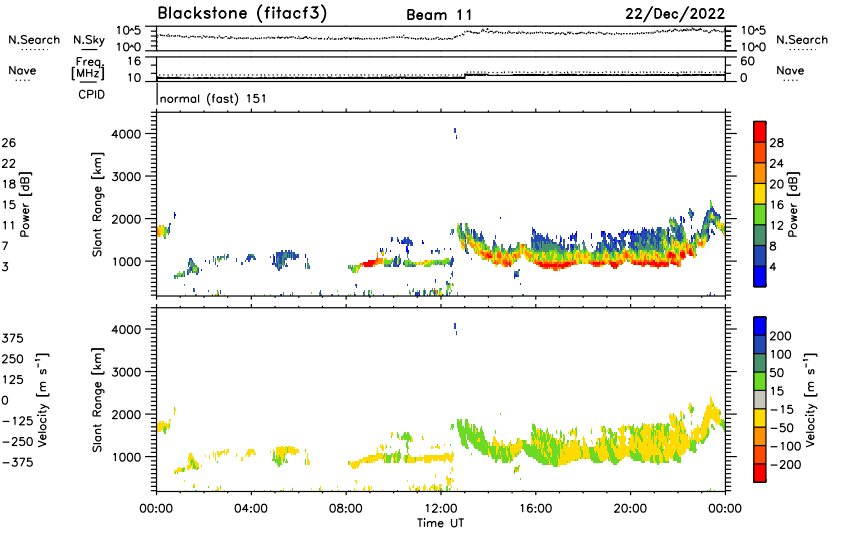 Blackstone (fitacf3) Beam 11 22/Dec/2022
N.Search N.Sky 10^5 10^0 10^5 10^0 N.Search
Nave Freq. [MHz] 16 10 60 0 Nave
CPID normal (fast) 151
26 22 18 15 11 7 3
Power [dB]
Slant Range [km]
4000
3000
2000
1000
28
24
20
16
12
8
4
Power [dB]
375 250 125 0 −125 −250 −375
Velocity [m s⁻¹]
Slant Range [km]
4000
3000
2000
1000
200
100
50
15
−15
−50
−100
−200
Velocity [m s⁻¹]
00:00 04:00 08:00 12:00 16:00 20:00 00:00
Time UT